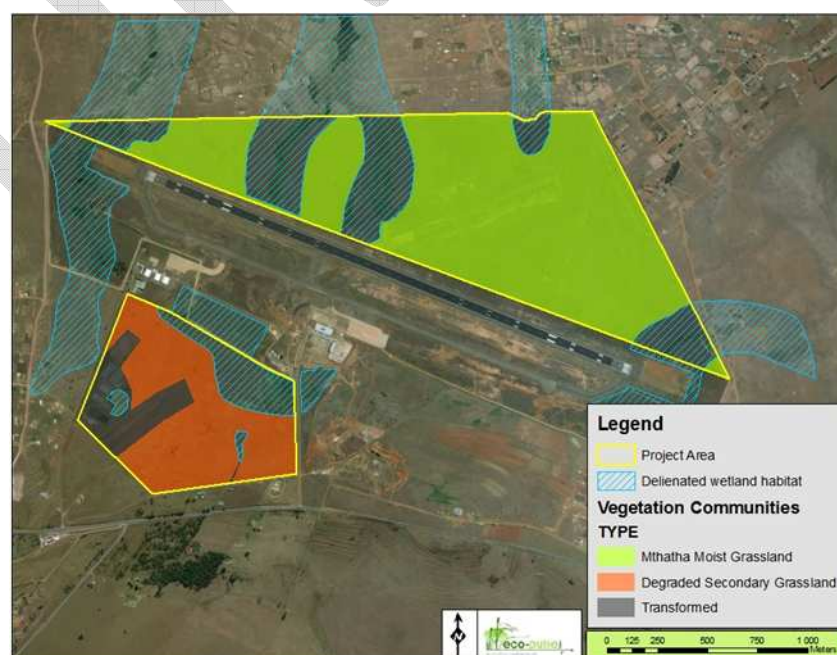 Legend
Project Area
Delienated wetland habitat
Vegetation Communities
TYPE
Mthatha Moist Grassland
Degraded Secondary Grassland
Transformed
N
0 125 250 500 750 1 000
Meters